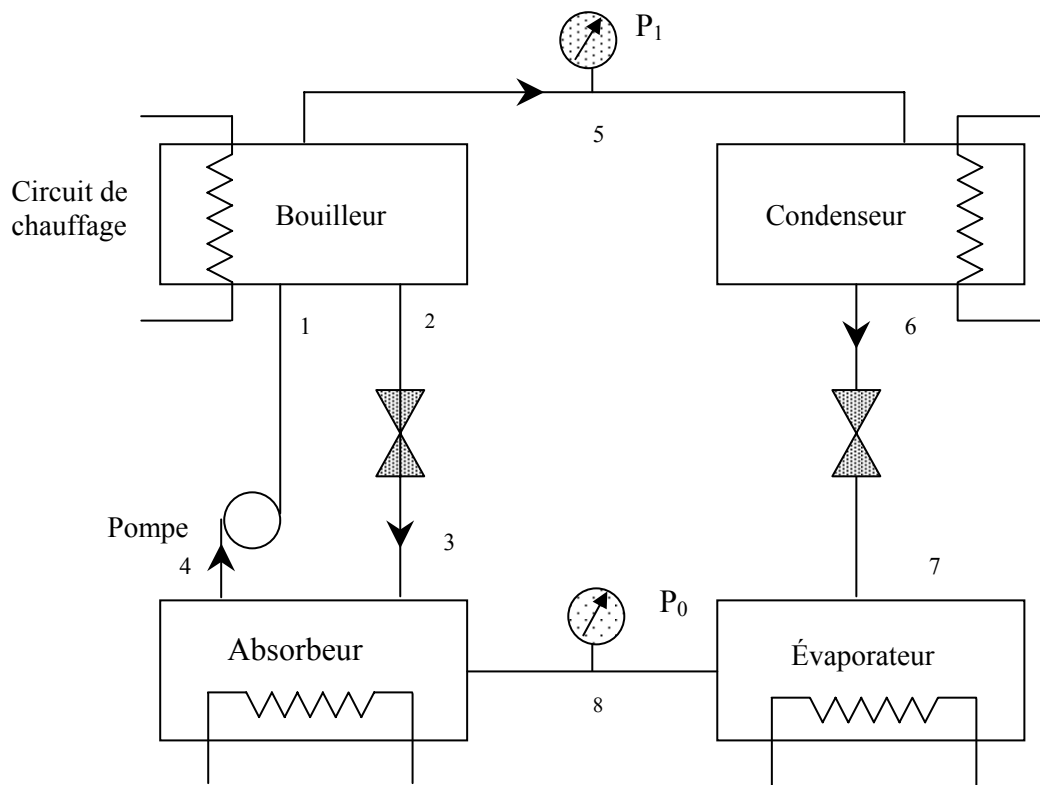 P₁
5
Circuit de
chauffage
Bouilleur
Condenseur
1
2
6
Pompe
4
3
7
P₀
Absorbeur
Évaporateur
8